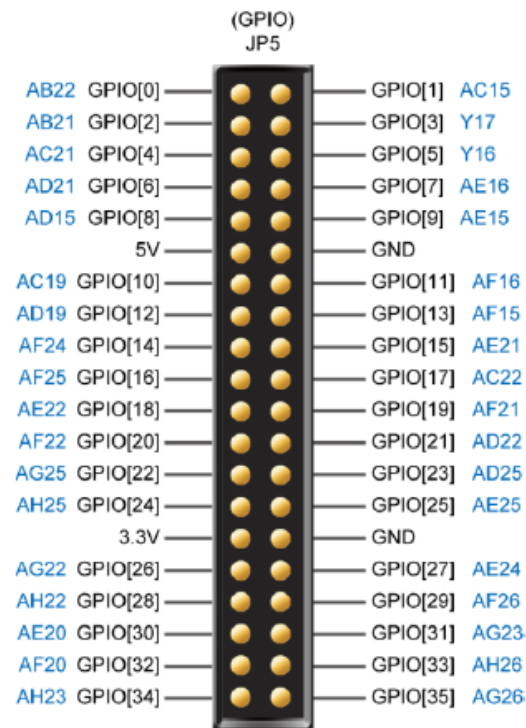 (GPIO)
JP5
AB22 GPIO[0] GPIO[1] AC15
AB21 GPIO[2] GPIO[3] Y17
AC21 GPIO[4] GPIO[5] Y16
AD21 GPIO[6] GPIO[7] AE16
AD15 GPIO[8] GPIO[9] AE15
5V GND
AC19 GPIO[10] GPIO[11] AF16
AD19 GPIO[12] GPIO[13] AF15
AF24 GPIO[14] GPIO[15] AE21
AF25 GPIO[16] GPIO[17] AC22
AE22 GPIO[18] GPIO[19] AF21
AF22 GPIO[20] GPIO[21] AD22
AG25 GPIO[22] GPIO[23] AD25
AH25 GPIO[24] GPIO[25] AE25
3.3V GND
AG22 GPIO[26] GPIO[27] AE24
AH22 GPIO[28] GPIO[29] AF26
AE20 GPIO[30] GPIO[31] AG23
AF20 GPIO[32] GPIO[33] AH26
AH23 GPIO[34] GPIO[35] AG26